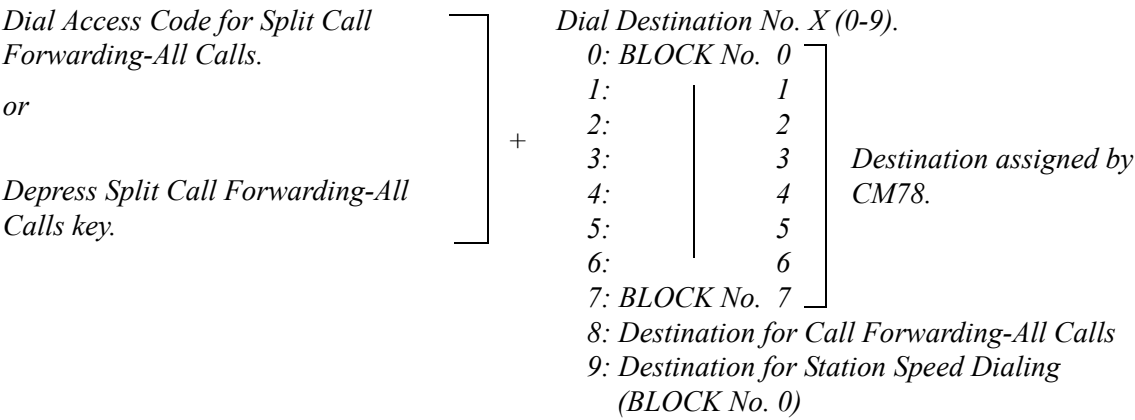 Dial Access Code for Split Call
Forwarding-All Calls.
or
Depress Split Call Forwarding-All
Calls key.
+
Dial Destination No. X (0-9).
0: BLOCK No. 0
1: 1
2: 2
3: 3
4: 4
5: 5
6: 6
7: BLOCK No. 7
Destination assigned by
CM78.
8: Destination for Call Forwarding-All Calls
9: Destination for Station Speed Dialing
(BLOCK No. 0)